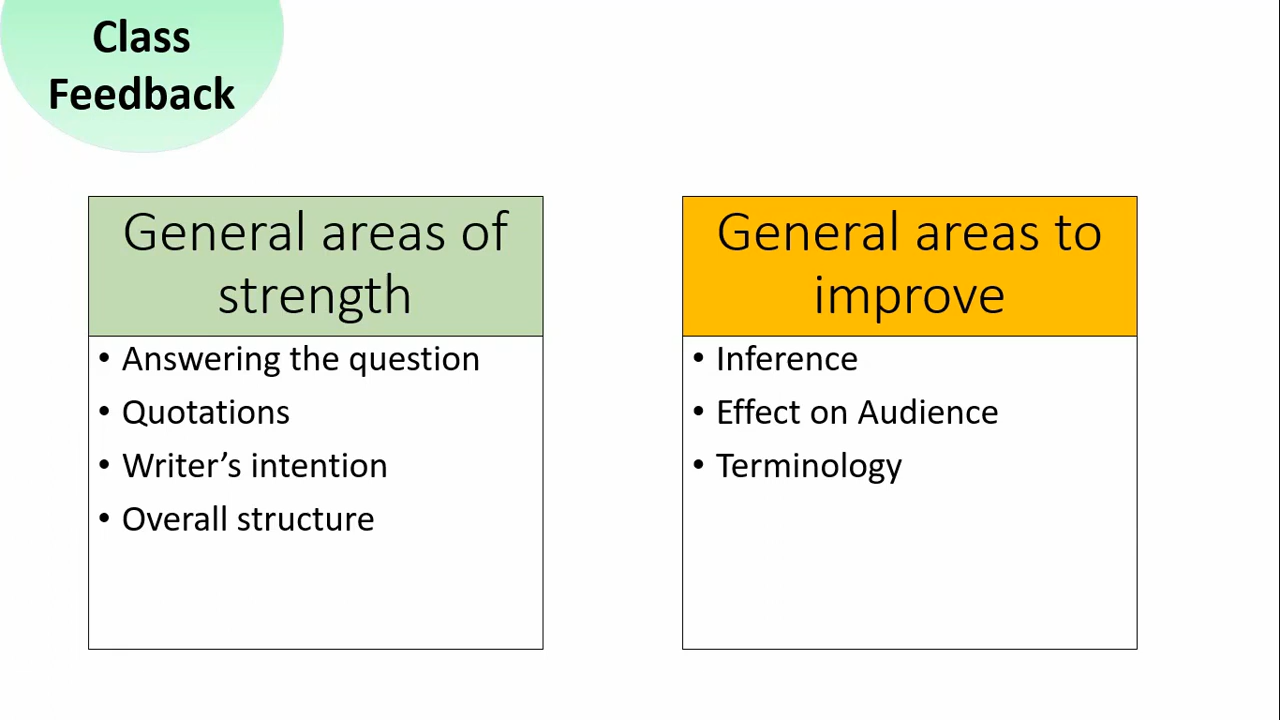 Class
Feedback
General areas of
strength
• Answering the question
• Quotations
• Writer’s intention
• Overall structure
General areas to
improve
• Inference
• Effect on Audience
• Terminology